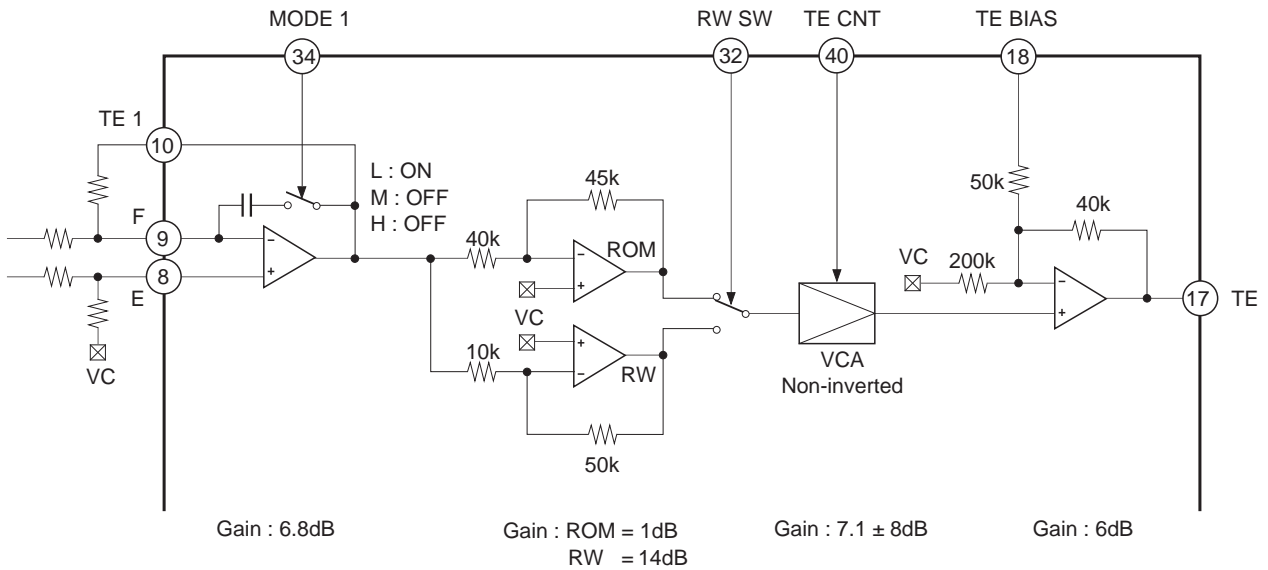 MODE 1
RW SW
TE CNT
TE BIAS
34
32
40
18
TE 1
10
L : ON
M : OFF
H : OFF
45k
50k
40k
F
9
40k
ROM
8
E
VC
VC
200k
17
TE
VC
VC
10k
RW
VCA
Non-inverted
50k
Gain : 6.8dB
Gain : ROM = 1dB
RW = 14dB
Gain : 7.1 ± 8dB
Gain : 6dB